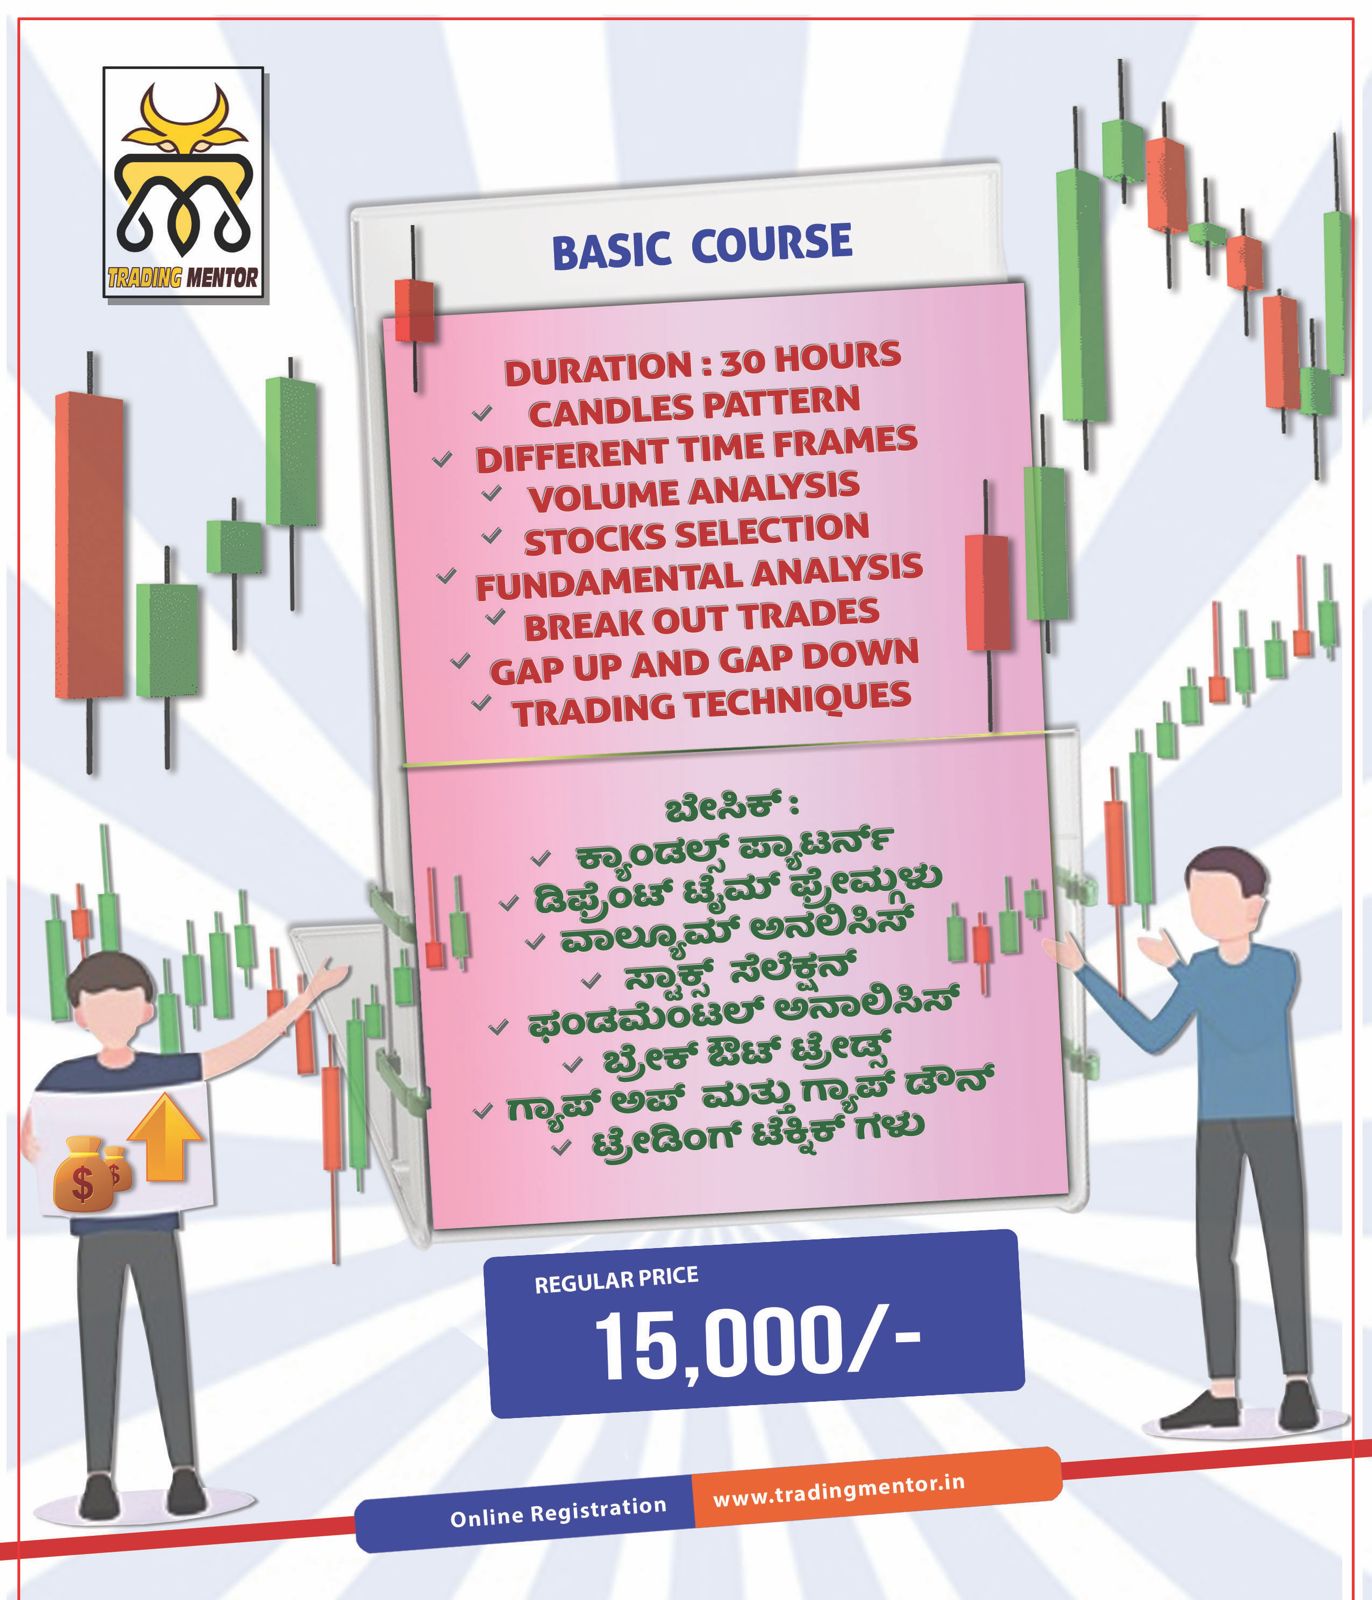 TRADING MENTOR
BASIC COURSE
DURATION : 30 HOURS
CANDLES PATTERN
DIFFERENT TIME FRAMES
VOLUME ANALYSIS
STOCKS SELECTION
FUNDAMENTAL ANALYSIS
BREAK OUT TRADES
GAP UP AND GAP DOWN
TRADING TECHNIQUES
ಬೇಸಿಕ್ :
ಕ್ಯಾಂಡಲ್ಸ್ ಪ್ಯಾಟರ್ನ್
ಡಿಫ್ರೆಂಟ್ ಟೈಮ್ ಫ್ರೇಮ್ಗಳು
ವಾಲ್ಯೂಮ್ ಅನಲಿಸಿಸ್
ಸ್ಟಾಕ್ಸ್ ಸೆಲೆಕ್ಷನ್
ಫಂಡಮೆಂಟಲ್ ಅನಾಲಿಸಿಸ್
ಬ್ರೇಕ್ ಔಟ್ ಟ್ರೇಡ್ಸ್
ಗ್ಯಾಪ್ ಅಪ್ ಮತ್ತು ಗ್ಯಾಪ್ ಡೌನ್
ಟ್ರೇಡಿಂಗ್ ಟೆಕ್ನಿಕ್ ಗಳು
$ $
REGULAR PRICE
15,000/-
Online Registration www.tradingmentor.in